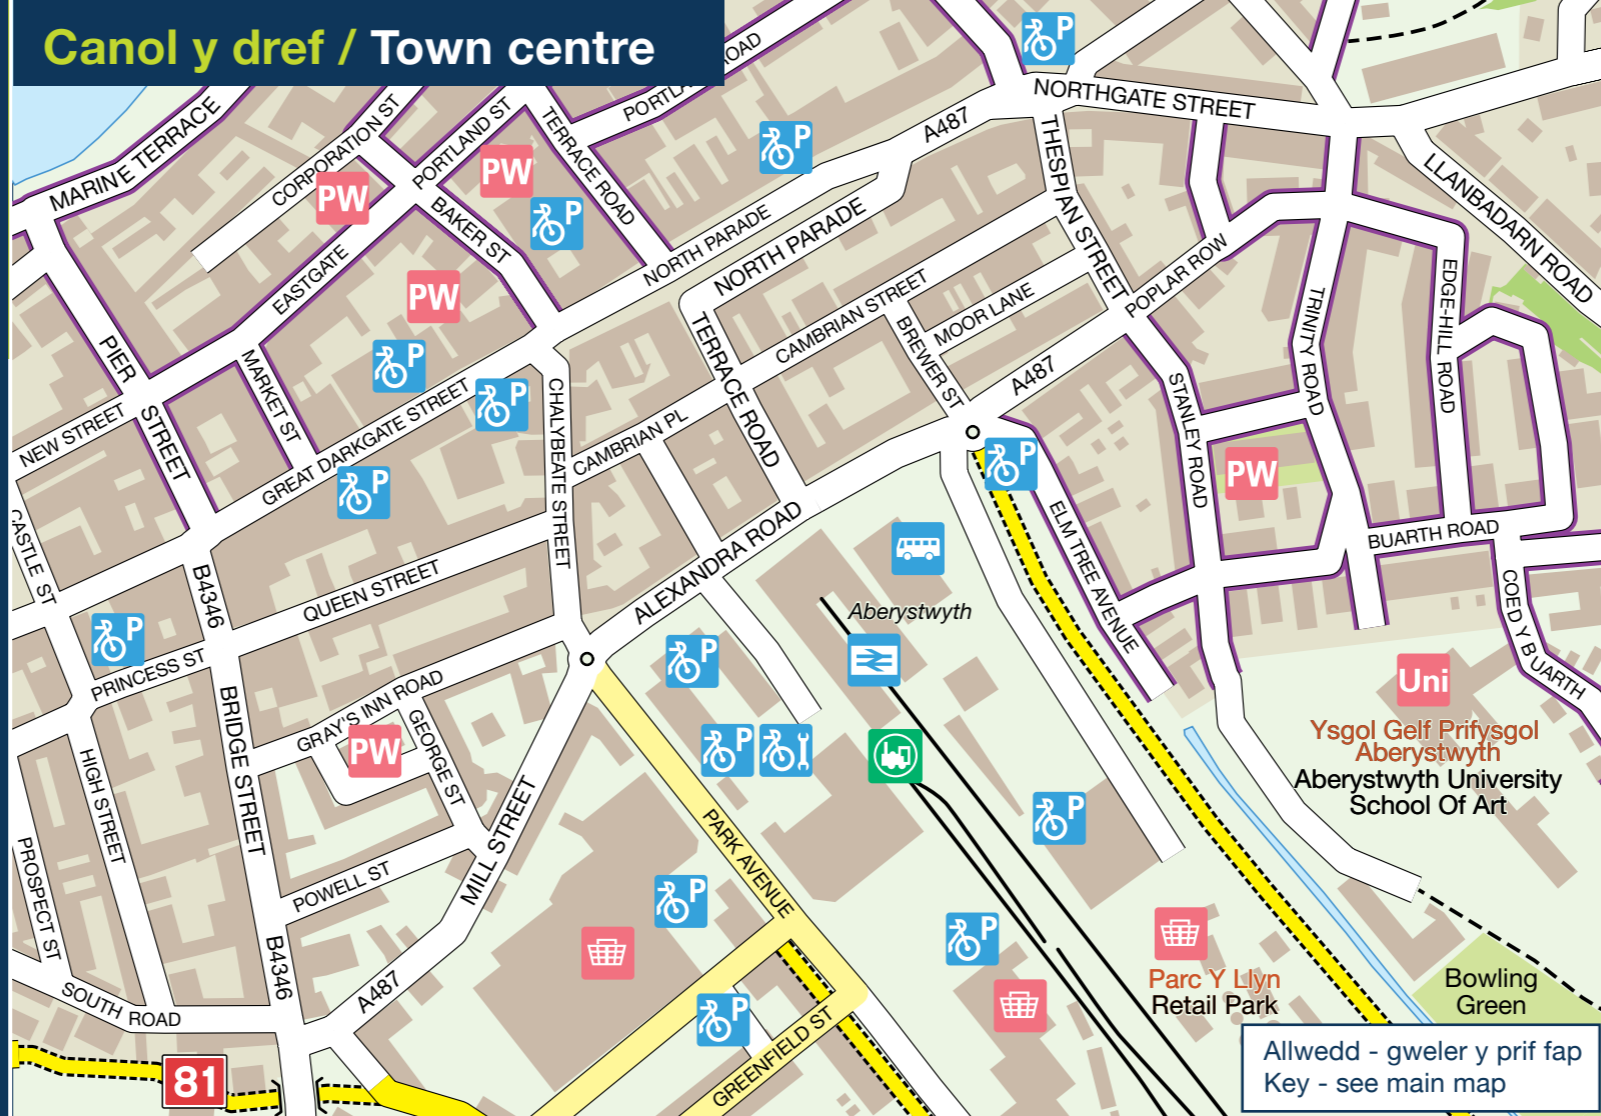 Canol y dref / Town centre
P
NORTHGATE STREET
A487
MARINE TERRACE
CORPORATION ST
PORTLAND ST
TERRACE ROAD
P
THESPIAN STREET
LLANBADARN ROAD
PW
PW
P
BAKER ST
EASTGATE
NORTH PARADE
NORTH PARADE
POPLAR ROW
PW
P
PIER
STREET
MARKET ST
CAMBRIAN STREET
MOOR LANE
BREWER ST
TERRACE ROAD
A487
TRINITY ROAD
EDGE-HILL ROAD
STANLEY ROAD
NEW STREET
GREAT DARKGATE STREET
P
CHALYBEATE STREET
CAMBRIAN PL
P
P
PW
CASTLE ST
ALEXANDRA ROAD
ELM TREE AVENUE
BUARTH ROAD
COED Y BUARTH
B4346
QUEEN STREET
Aberystwyth
P
PRINCESS ST
P
Uni
Ysgol Gelf Prifysgol
Aberystwyth
Aberystwyth University
School Of Art
BRIDGE STREET
GRAY'S INN ROAD
GEORGE ST
PW
P
HIGH STREET
MILL STREET
PARK AVENUE
P
PROSPECT ST
POWELL ST
P
P
B4346
A487
SOUTH ROAD
Parc Y Llyn
Retail Park
Bowling
Green
P
GREENFIELD ST
81
Allwedd - gweler y prif fap
Key - see main map